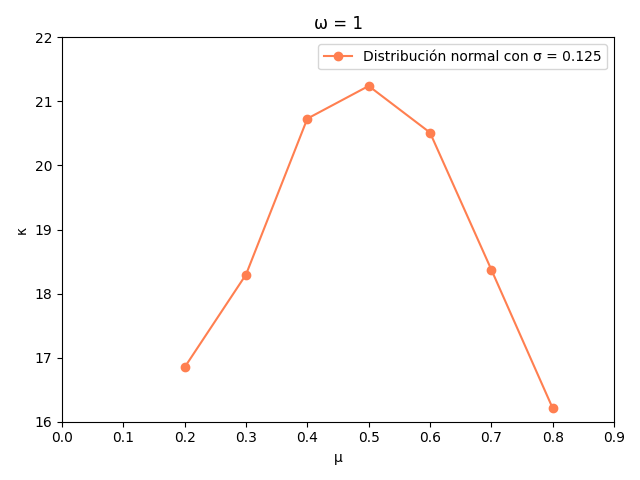 ω = 1
Distribución normal con σ = 0.125
22
21
20
19
18
17
16
κ
0.0 0.1 0.2 0.3 0.4 0.5 0.6 0.7 0.8 0.9
μ